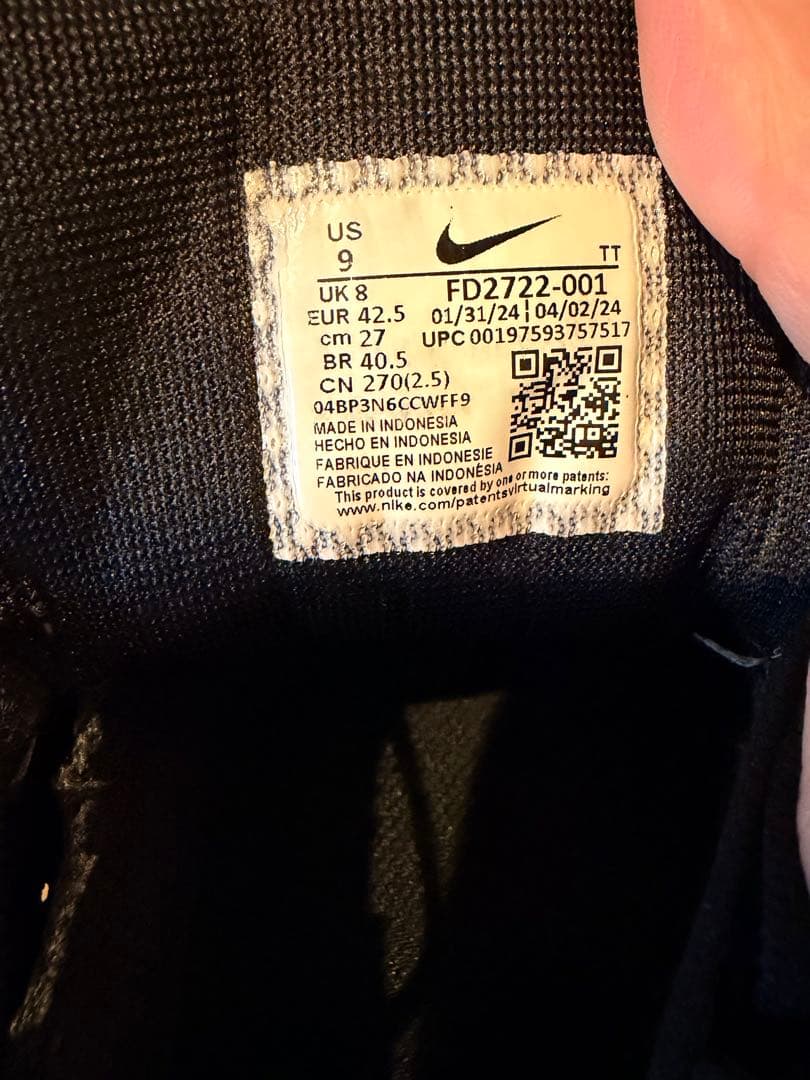 US
9
TT
UK 8
FD2722-001
EUR 42.5
01/31/24 | 04/02/24
cm 27
UPC 00197593757517
BR 40.5
CN 270(2.5)
04BP3N6CCWFF9
MADE IN INDONESIA
HECHO EN INDONESIA
FABRIQUE EN INDONESIE
FABRICADO NA INDONÉSIA
This product is covered by one or more patents:
www.nike.com/patentsvirtualmarking